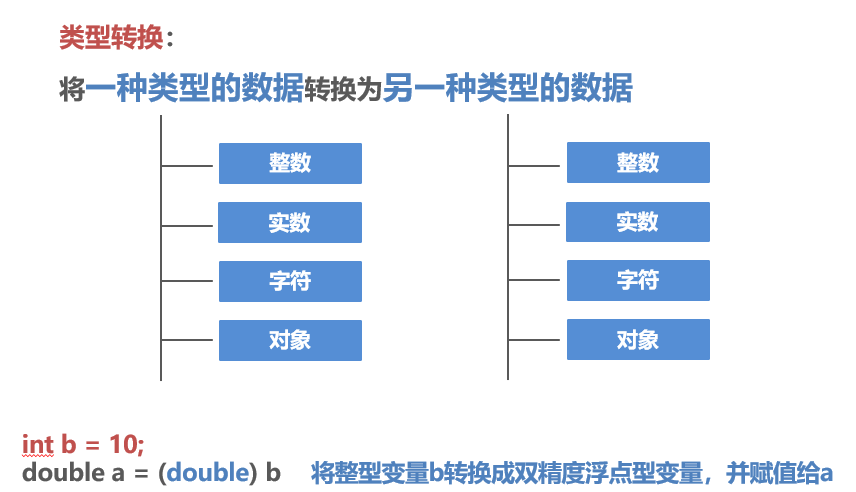 类型转换：
将一种类型的数据转换为另一种类型的数据
整数
实数
字符
对象
整数
实数
字符
对象
int b = 10;
double a = (double) b 将整型变量b转换成双精度浮点型变量，并赋值给a